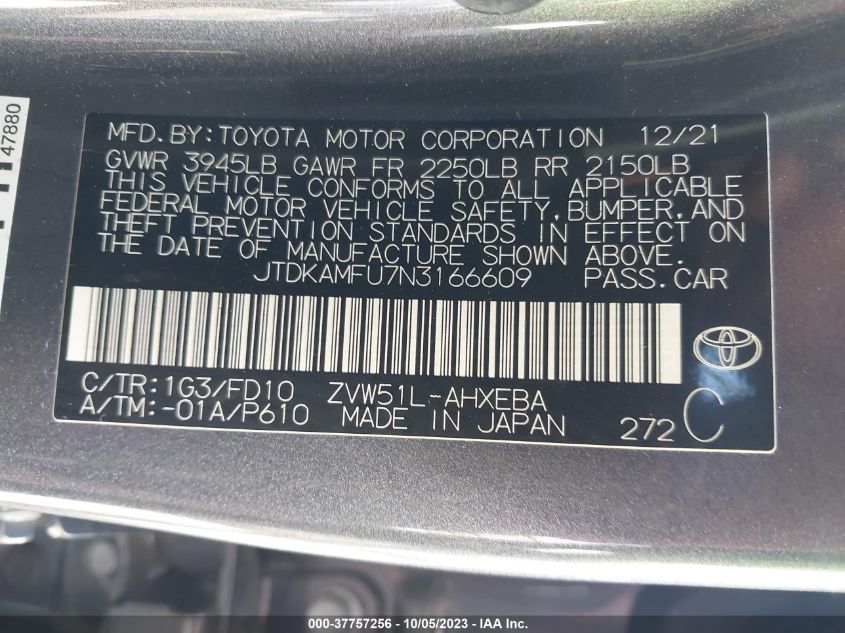 47880
MFD.BY:TOYOTA MOTOR CORPORATION 12/21
GVWR 3945LB GAWR FR 2250LB RR 2150LB
THIS VEHICLE CONFORMS TO ALL APPLICABLE
FEDERAL MOTOR VEHICLE SAFETY,BUMPER,AND
THEFT PREVENTION STANDARDS IN EFFECT ON
THE DATE OF MANUFACTURE SHOWN ABOVE.
JTDKAMFU7N3166609 PASS.CAR
C/TR:1G3/FD10 ZVW51L-AHXEBA
A/TM:-01A/P610 MADE IN JAPAN 272 C
000-37757256 - 10/05/2023 - IAA Inc.